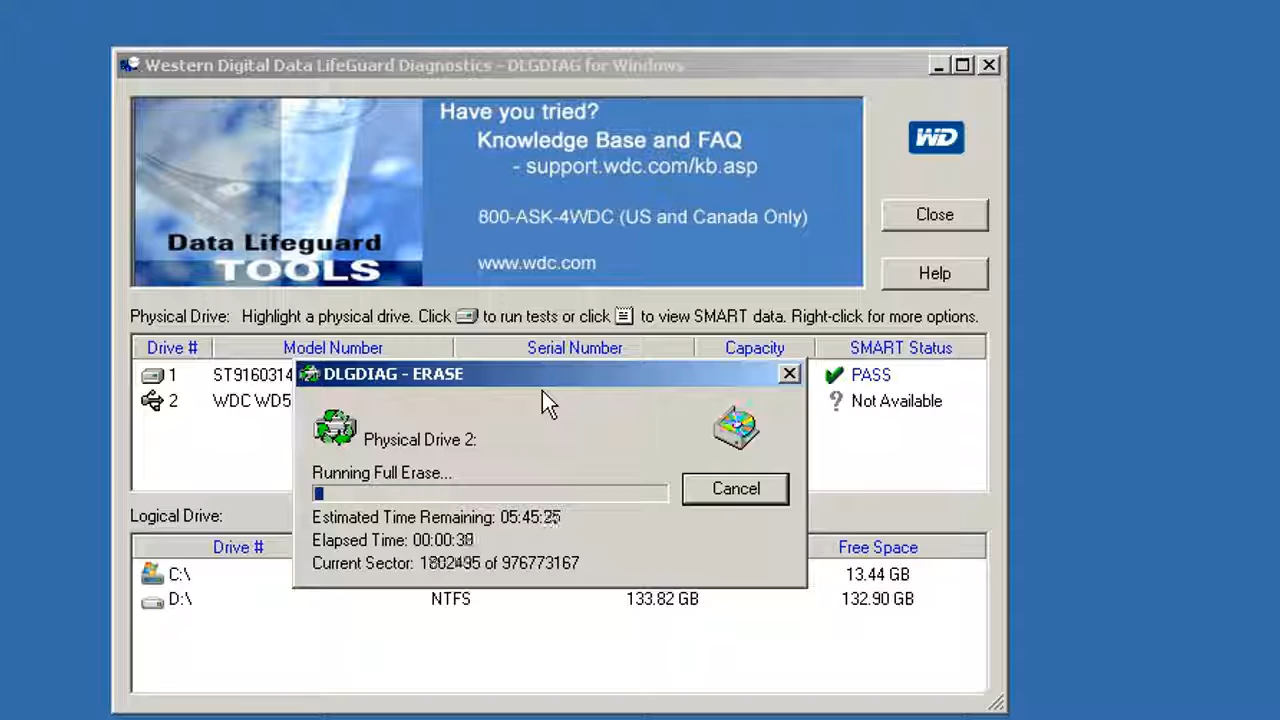 Western Digital Data LifeGuard Diagnostics - DLGDIAG for Windows
Have you tried?
Knowledge Base and FAQ
- support.wdc.com/kb.asp
800-ASK-4WDC (US and Canada Only)
www.wdc.com
Data Lifeguard
TOOLS
WD
Close
Help
Physical Drive: Highlight a physical drive. Click to run tests or click to view SMART data. Right-click for more options.
Drive # Model Number Serial Number Capacity SMART Status
1 ST9160314 PASS
2 WDC WD5 Not Available
DLGDIAG - ERASE
Physical Drive 2:
Running Full Erase...
Cancel
Estimated Time Remaining: 05:45:25
Elapsed Time: 00:00:38
Current Sector: 1802495 of 976773167
Logical Drive:
Drive # Free Space
C:\ 13.44 GB
D:\ NTFS 133.82 GB 132.90 GB